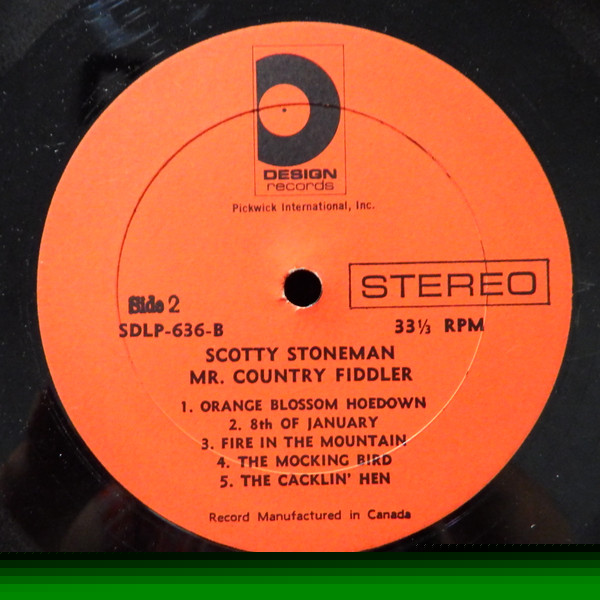 DESIGN
records
Pickwick International, Inc.
STEREO
Side 2
SDLP-636-B
33⅓ RPM
SCOTTY STONEMAN
MR. COUNTRY FIDDLER
1. ORANGE BLOSSOM HOEDOWN
2. 8th OF JANUARY
3. FIRE IN THE MOUNTAIN
4. THE MOCKING BIRD
5. THE CACKLIN' HEN
Record Manufactured in Canada